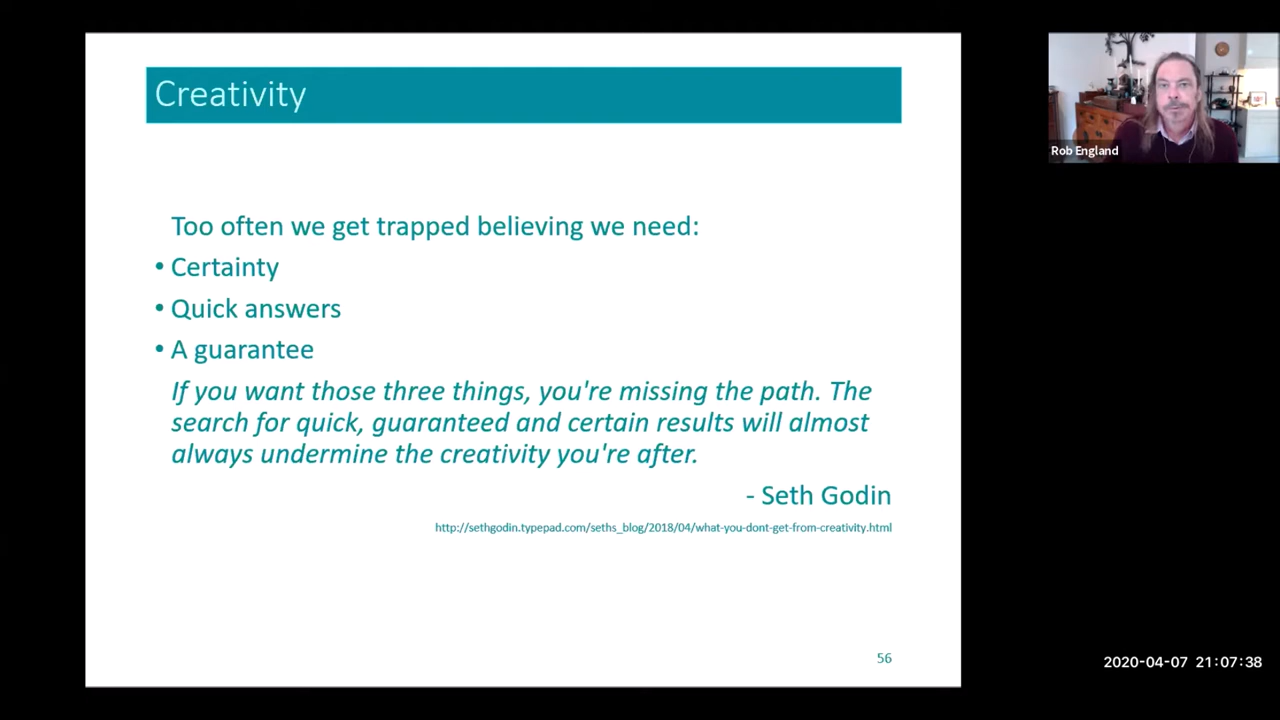 Creativity
Too often we get trapped believing we need:
• Certainty
• Quick answers
• A guarantee
If you want those three things, you're missing the path. The
search for quick, guaranteed and certain results will almost
always undermine the creativity you're after.
- Seth Godin
http://sethgodin.typepad.com/seths_blog/2018/04/what-you-dont-get-from-creativity.html
56
Rob England
2020-04-07 21:07:38